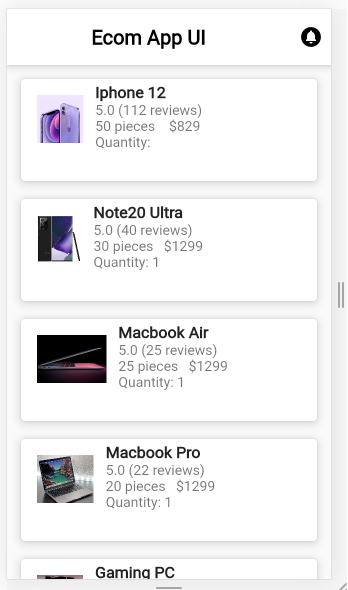 Ecom App UI
Iphone 12
5.0 (112 reviews)
50 pieces $829
Quantity:
Note20 Ultra
5.0 (40 reviews)
30 pieces $1299
Quantity: 1
Macbook Air
5.0 (25 reviews)
25 pieces $1299
Quantity: 1
Macbook Pro
5.0 (22 reviews)
20 pieces $1299
Quantity: 1
Gaming PC